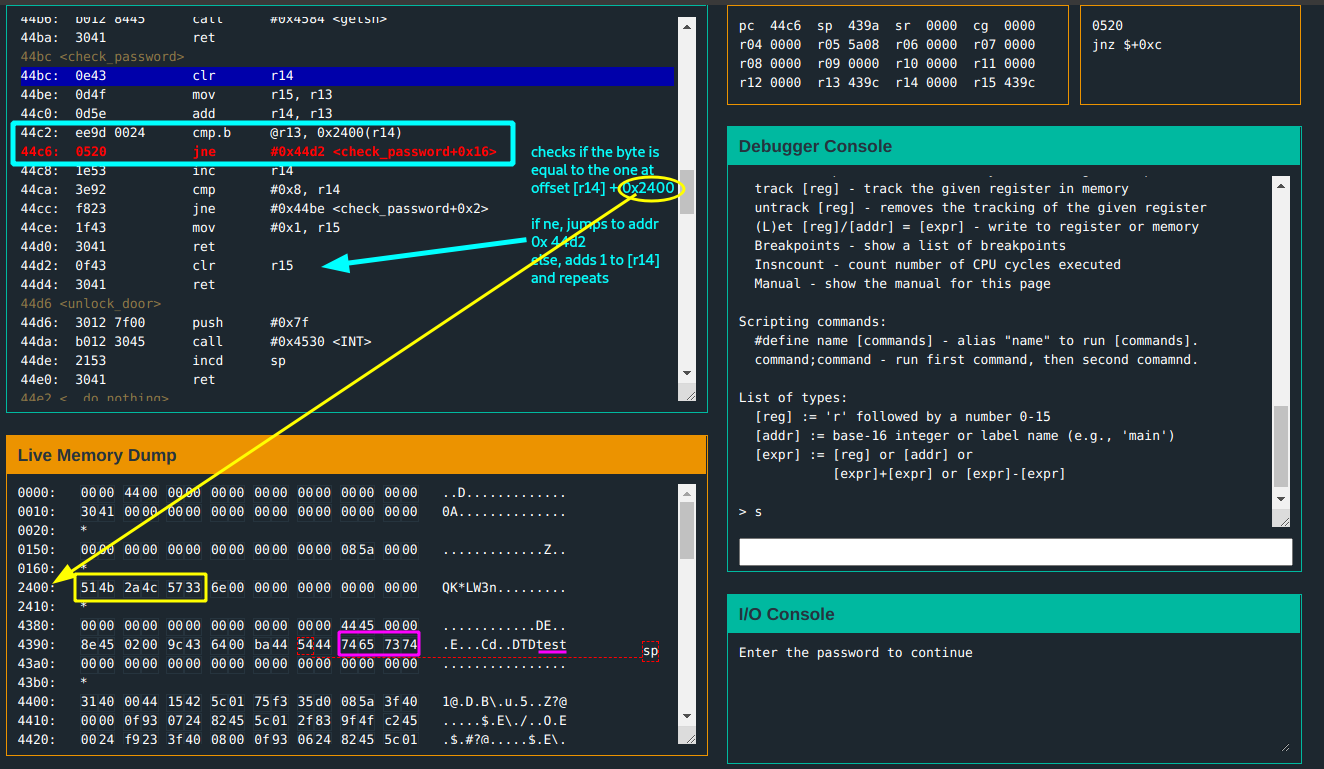 44b6: b012 8445 call #0x4584 <getsn>
44ba: 3041 ret
44bc <check_password>
44bc: 0e43 clr r14
44be: 0d4f mov r15, r13
44c0: 0d5e add r14, r13
44c2: ee9d 0024 cmp.b @r13, 0x2400(r14)
44c6: 0520 jne #0x44d2 <check_password+0x16>
44c8: 1e53 inc r14
44ca: 3e92 cmp #0x8, r14
44cc: f823 jne #0x44be <check_password+0x2>
44ce: 1f43 mov #0x1, r15
44d0: 3041 ret
44d2: 0f43 clr r15
44d4: 3041 ret
44d6 <unlock_door>
44d6: 3012 7f00 push #0x7f
44da: b012 3045 call #0x4530 <INT>
44de: 2153 incd sp
44e0: 3041 ret
44e2 <__do_nothing>
checks if the byte is
equal to the one at
offset [r14] + 0x2400
if ne, jumps to addr
0x 44d2
else, adds 1 to [r14]
and repeats
Live Memory Dump
0000: 0000 4400 0000 0000 0000 0000 0000 0000 ..D.............
0010: 3041 0000 0000 0000 0000 0000 0000 0000 0A..............
0020: *
0150: 0000 0000 0000 0000 0000 0000 085a 0000 .............Z..
0160: *
2400: 514b 2a4c 5733 6e00 0000 0000 0000 0000 QK*LW3n.........
2410: *
4380: 0000 0000 0000 0000 0000 0000 4445 0000 ............DE..
4390: 8e45 0200 9c43 6400 ba44 5444 7465 7374 .E...Cd..DTDtest
sp
43a0: 0000 0000 0000 0000 0000 0000 0000 0000 ................
43b0: *
4400: 3140 0044 1542 5c01 75f3 35d0 085a 3f40 1@.D.B\.u.5..Z?@
4410: 0000 0f93 0724 8245 5c01 2f83 9f4f c245 .....$.E\./..O.E
4420: 0024 f923 3f40 0800 0f93 0624 8245 5c01 .$.#?@.....$.E\.
pc 44c6 sp 439a sr 0000 cg 0000
r04 0000 r05 5a08 r06 0000 r07 0000
r08 0000 r09 0000 r10 0000 r11 0000
r12 0000 r13 439c r14 0000 r15 439c
0520
jnz $+0xc
Debugger Console
track [reg] - track the given register in memory
untrack [reg] - removes the tracking of the given register
(L)et [reg]/[addr] = [expr] - write to register or memory
Breakpoints - show a list of breakpoints
Insncount - count number of CPU cycles executed
Manual - show the manual for this page
Scripting commands:
#define name [commands] - alias "name" to run [commands].
command;command - run first command, then second comamnd.
List of types:
[reg] := 'r' followed by a number 0-15
[addr] := base-16 integer or label name (e.g., 'main')
[expr] := [reg] or [addr] or
[expr]+[expr] or [expr]-[expr]
> s
I/O Console
Enter the password to continue